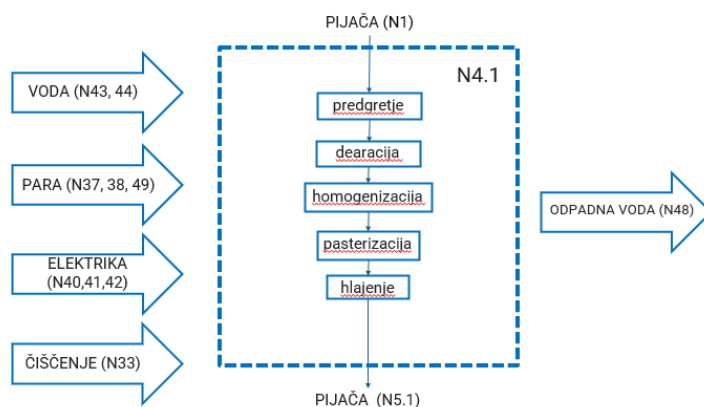 PIJAČA (N1)
N4.1
VODA (N43, 44)
predgretje
dearacija
PARA (N37, 38, 49)
homogenizacija
ODPADNA VODA (N48)
pasterizacija
ELEKTRIKA
(N40,41,42)
hlajenje
ČIŠČENJE (N33)
PIJAČA (N5.1)